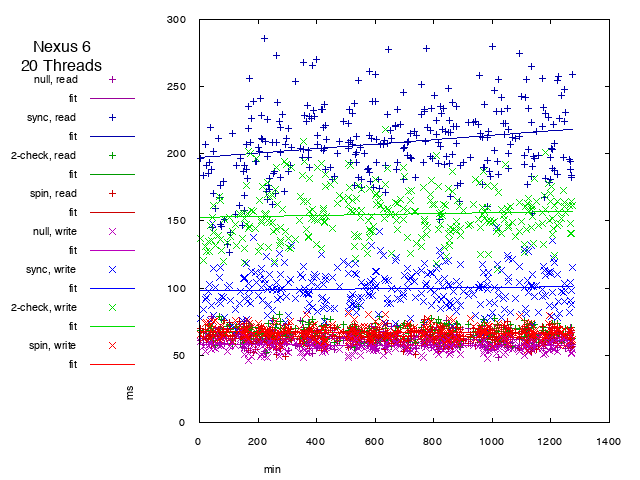 Nexus 6
20 Threads
null, read
fit
sync, read
fit
2-check, read
fit
spin, read
fit
null, write
fit
sync, write
fit
2-check, write
fit
spin, write
fit
ms
300
250
200
150
100
50
0
0 200 400 600 800 1000 1200 1400
min